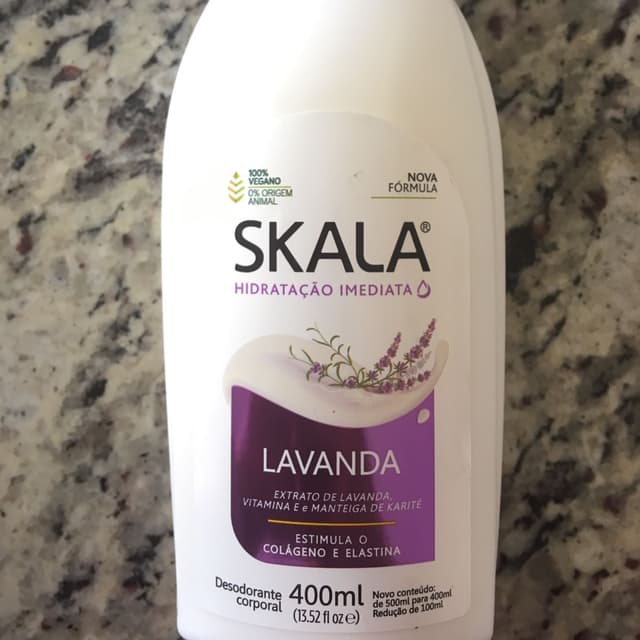 100%
VEGANO
0% ORIGEM
ANIMAL
NOVA
FÓRMULA
SKALA®
HIDRATAÇÃO IMEDIATA
LAVANDA
EXTRATO DE LAVANDA,
VITAMINA E e MANTEIGA DE KARITÉ
ESTIMULA O
COLÁGENO E ELASTINA
Desodorante
corporal
400ml
(13.52 fl oz℮)
Novo conteúdo:
de 500ml para 400ml
Redução de 100ml